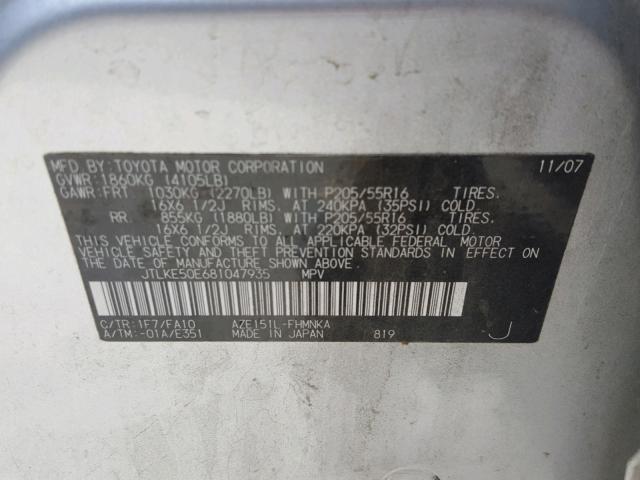 MFD.BY:TOYOTA MOTOR CORPORATION 11/07
GVWR:1860KG (4105LB)
GAWR:FRT 1030KG (2270LB) WITH P205/55R16 TIRES.
16X6 1/2J RIMS. AT 240KPA (35PSI) COLD.
RR. 855KG (1880LB) WITH P205/55R16 TIRES.
16X6 1/2J RIMS. AT 220KPA (32PSI) COLD.
THIS VEHICLE CONFORMS TO ALL APPLICABLE FEDERAL MOTOR
VEHICLE SAFETY AND THEFT PREVENTION STANDARDS IN EFFECT ON
THE DATE OF MANUFACTURE SHOWN ABOVE.
JTLKE50E681047935 MPV
C/TR:1F7/FA10 AZE151L-FHMNKA
A/TM:-01A/E351 MADE IN JAPAN 819 J